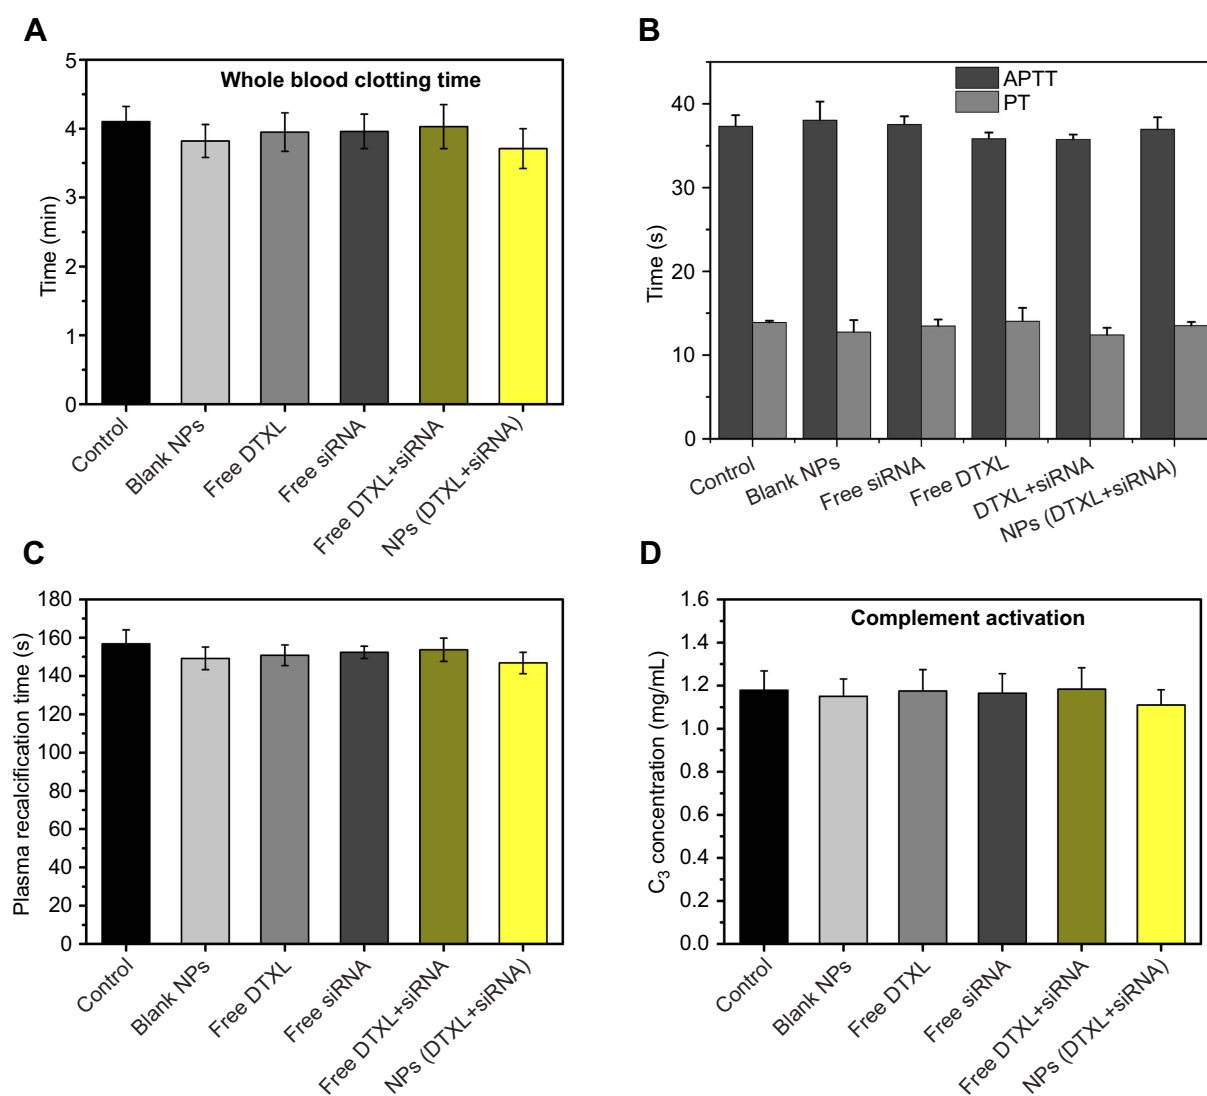 A
Whole blood clotting time
Time (min)
5
4
3
2
1
0
Control
Blank NPs
Free DTXL
Free siRNA
Free DTXL+siRNA
NPs (DTXL+siRNA)
B
APTT
PT
Time (s)
40
30
20
10
0
Control
Blank NPs
Free siRNA
Free DTXL
DTXL+siRNA
NPs (DTXL+siRNA)
C
Plasma recalcification time (s)
180
160
140
120
100
80
60
40
20
0
Control
Blank NPs
Free DTXL
Free siRNA
Free DTXL+siRNA
NPs (DTXL+siRNA)
D
Complement activation
C₃ concentration (mg/mL)
1.6
1.4
1.2
1.0
0.8
0.6
0.4
0.2
0.0
Control
Blank NPs
Free DTXL
Free siRNA
Free DTXL+siRNA
NPs (DTXL+siRNA)